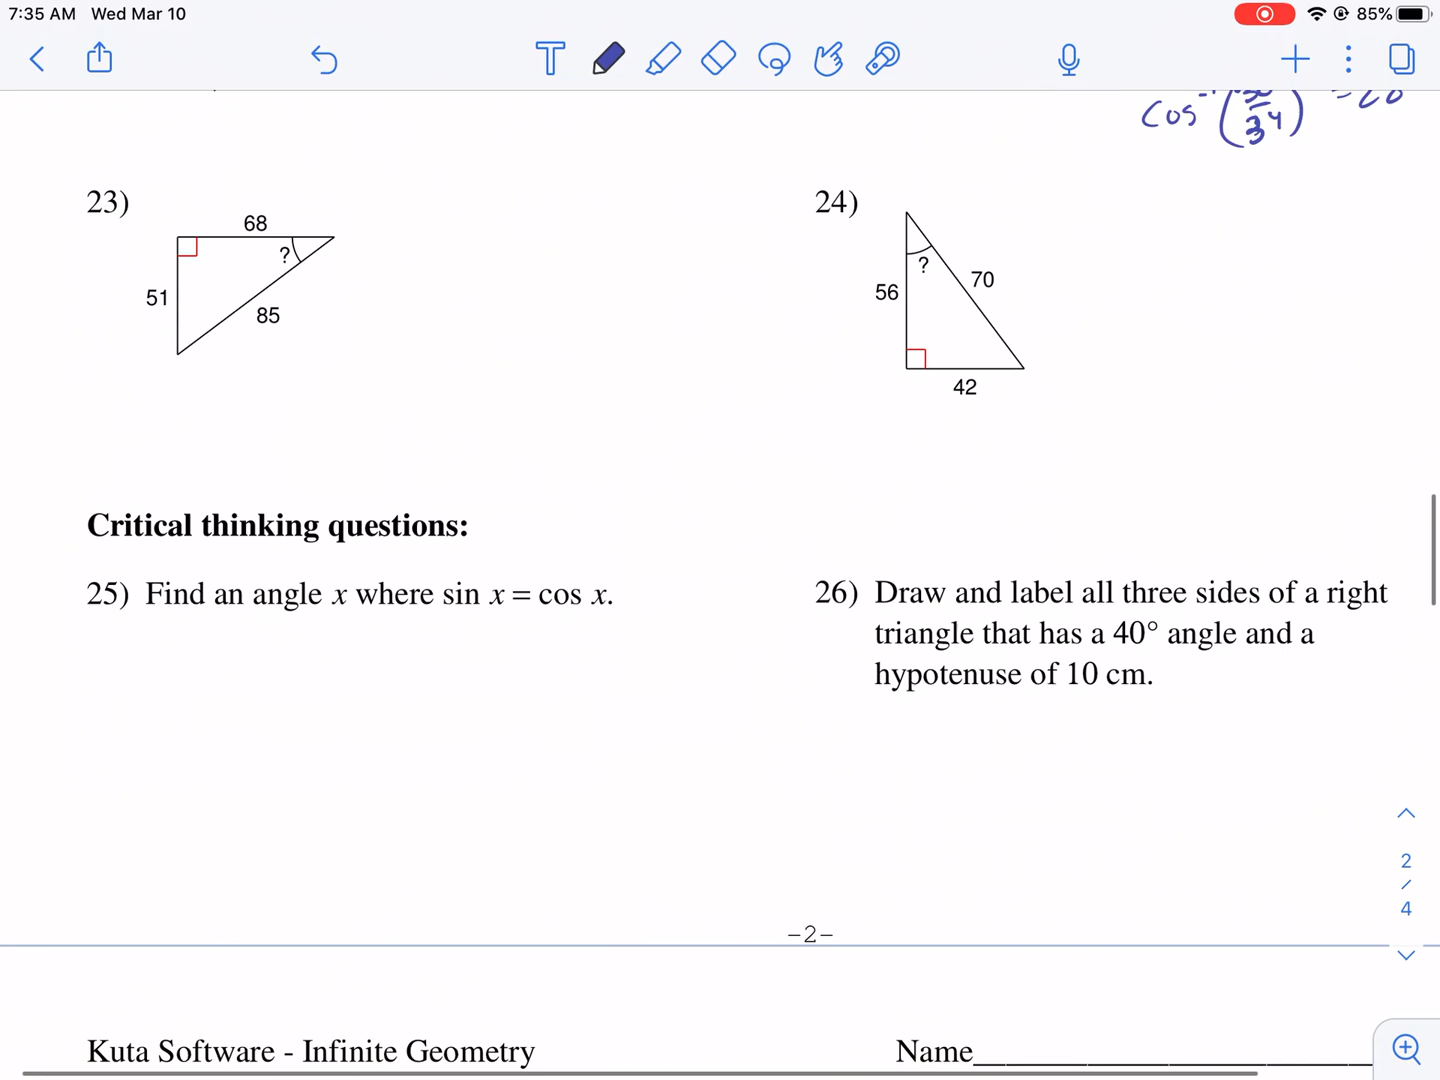 7:35 AM Wed Mar 10
85%
T
cos⁻¹
34
23)
68
?
51
85
24)
?
70
56
42
Critical thinking questions:
25) Find an angle x where sin x = cos x.
26) Draw and label all three sides of a right
triangle that has a 40° angle and a
hypotenuse of 10 cm.
2
/
4
-2-
Kuta Software - Infinite Geometry
Name